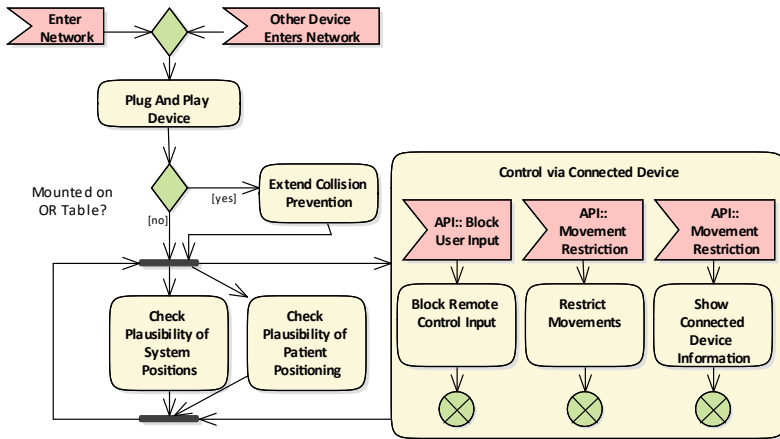 Enter
Network
Other Device
Enters Network
Plug And Play
Device
Mounted on
OR Table?
[yes]
[no]
Extend Collision
Prevention
Control via Connected Device
API:: Block
User Input
API::
Movement
Restriction
API::
Movement
Restriction
Check
Plausibility of
System
Positions
Check
Plausibility of
Patient
Positioning
Block Remote
Control Input
Restrict
Movements
Show
Connected
Device
Information